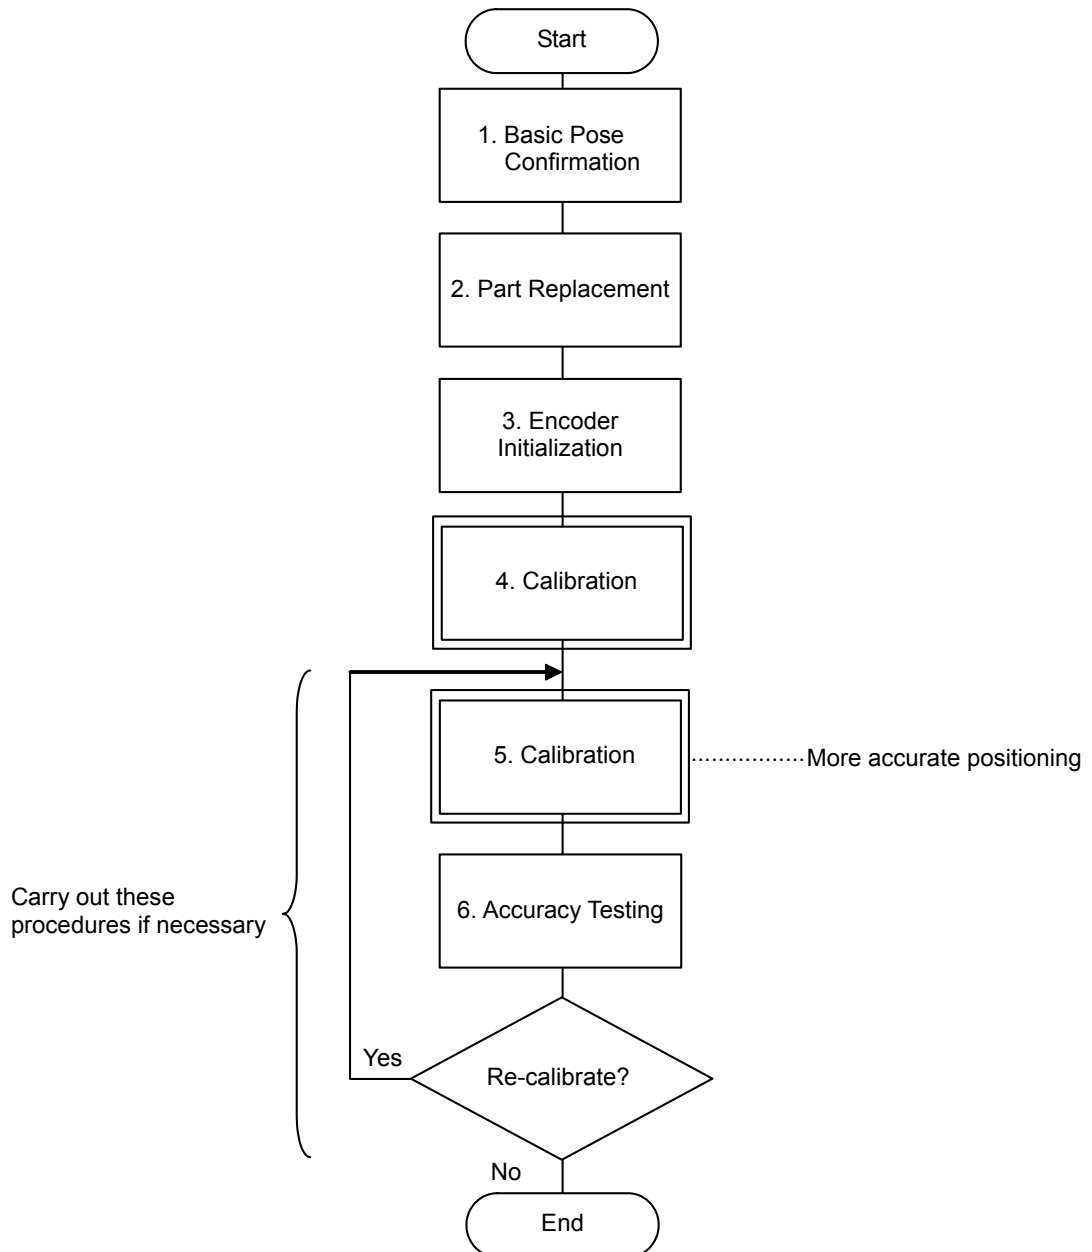 Start
1. Basic Pose
Confirmation
2. Part Replacement
3. Encoder
Initialization
4. Calibration
5. Calibration
More accurate positioning
Carry out these
procedures if necessary
6. Accuracy Testing
Yes
Re-calibrate?
No
End